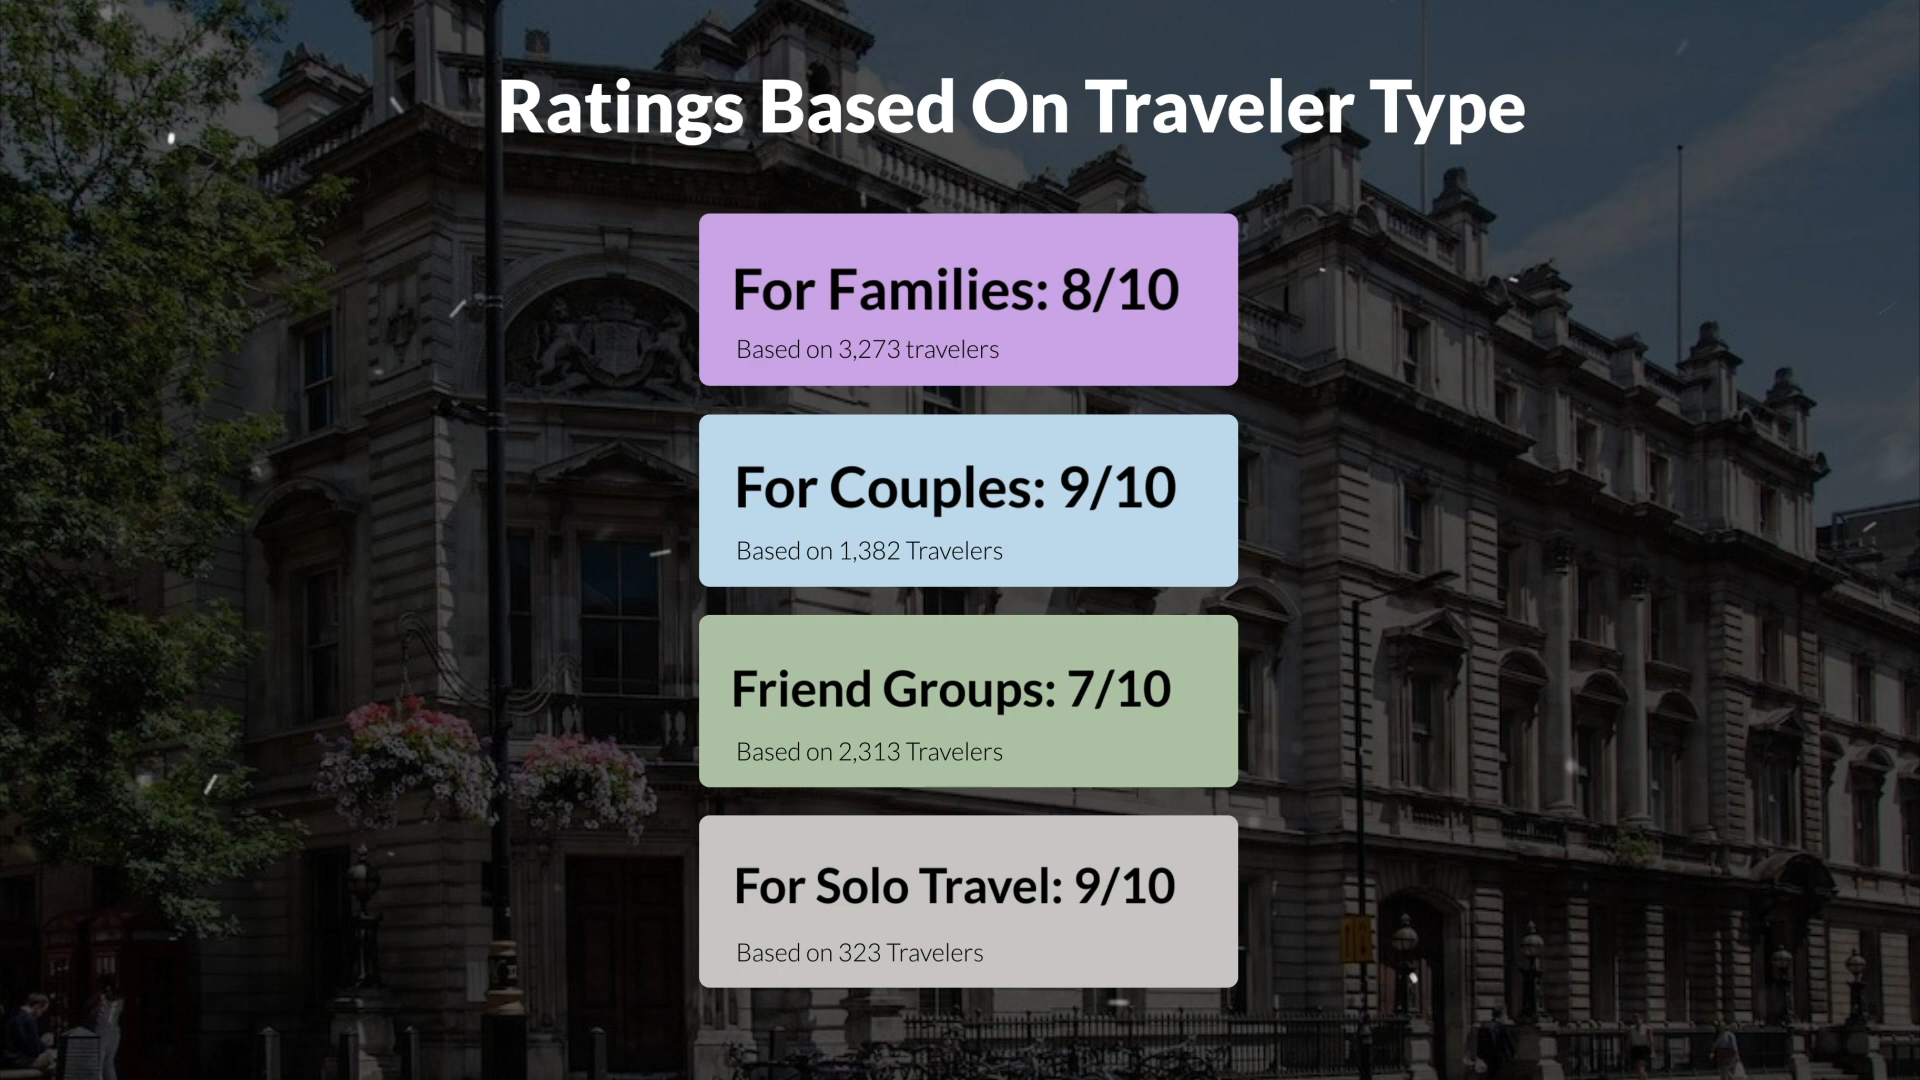 Ratings Based On Traveler Type
For Families: 8/10
Based on 3,273 travelers
For Couples: 9/10
Based on 1,382 Travelers
Friend Groups: 7/10
Based on 2,313 Travelers
For Solo Travel: 9/10
Based on 323 Travelers